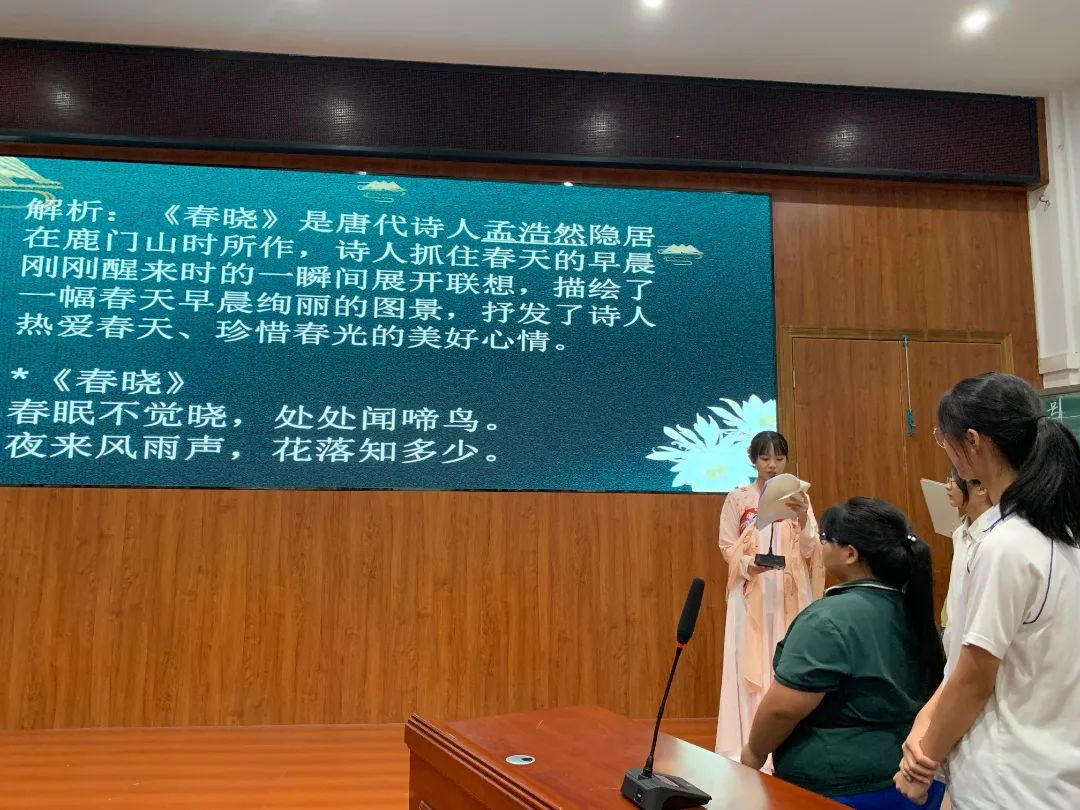 解析：《春晓》是唐代诗人孟浩然隐居
在鹿门山时所作，诗人抓住春天的早晨
刚刚醒来时的一瞬间展开联想，描绘了
一幅春天早晨绚丽的图景，抒发了诗人
热爱春天、珍惜春光的美好心情。
*《春晓》
春眠不觉晓，处处闻啼鸟。
夜来风雨声，花落知多少。